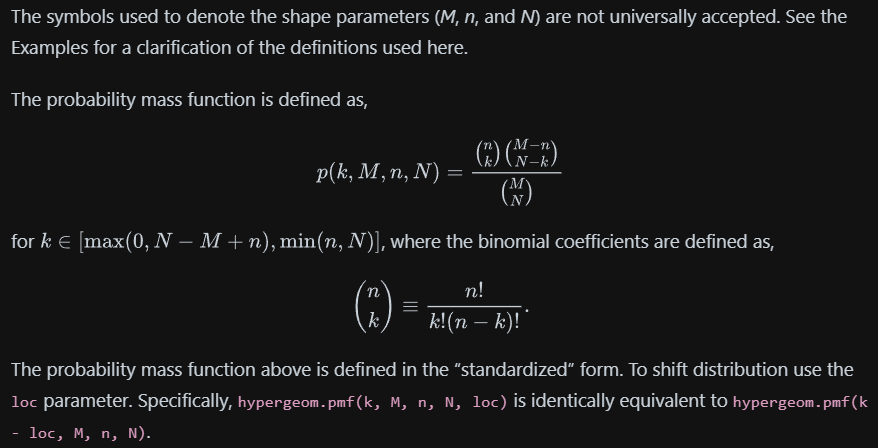 The symbols used to denote the shape parameters (M, n, and N) are not universally accepted. See the
Examples for a clarification of the definitions used here.
The probability mass function is defined as,
p(k, M, n, N) = \frac{\binom{n}{k}\binom{M-n}{N-k}}{\binom{M}{N}}
for k ∈ [max(0, N − M + n), min(n, N)], where the binomial coefficients are defined as,
\binom{n}{k} ≡ \frac{n!}{k!(n − k)!}.
The probability mass function above is defined in the “standardized” form. To shift distribution use the
loc parameter. Specifically, hypergeom.pmf(k, M, n, N, loc) is identically equivalent to hypergeom.pmf(k
- loc, M, n, N).